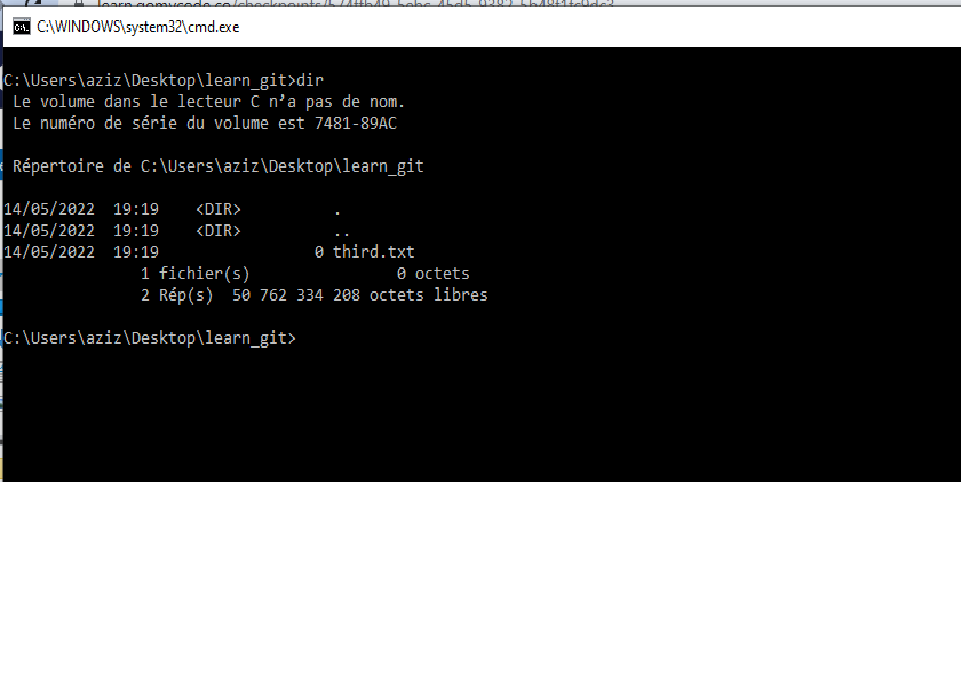 C:\WINDOWS\system32\cmd.exe
C:\Users\aziz\Desktop\learn_git>dir
Le volume dans le lecteur C n'a pas de nom.
Le numéro de série du volume est 7481-89AC
Répertoire de C:\Users\aziz\Desktop\learn_git
14/05/2022  19:19    <DIR>          .
14/05/2022  19:19    <DIR>          ..
14/05/2022  19:19                 0 third.txt
1 fichier(s)                0 octets
2 Rép(s)  50 762 334 208 octets libres
C:\Users\aziz\Desktop\learn_git>